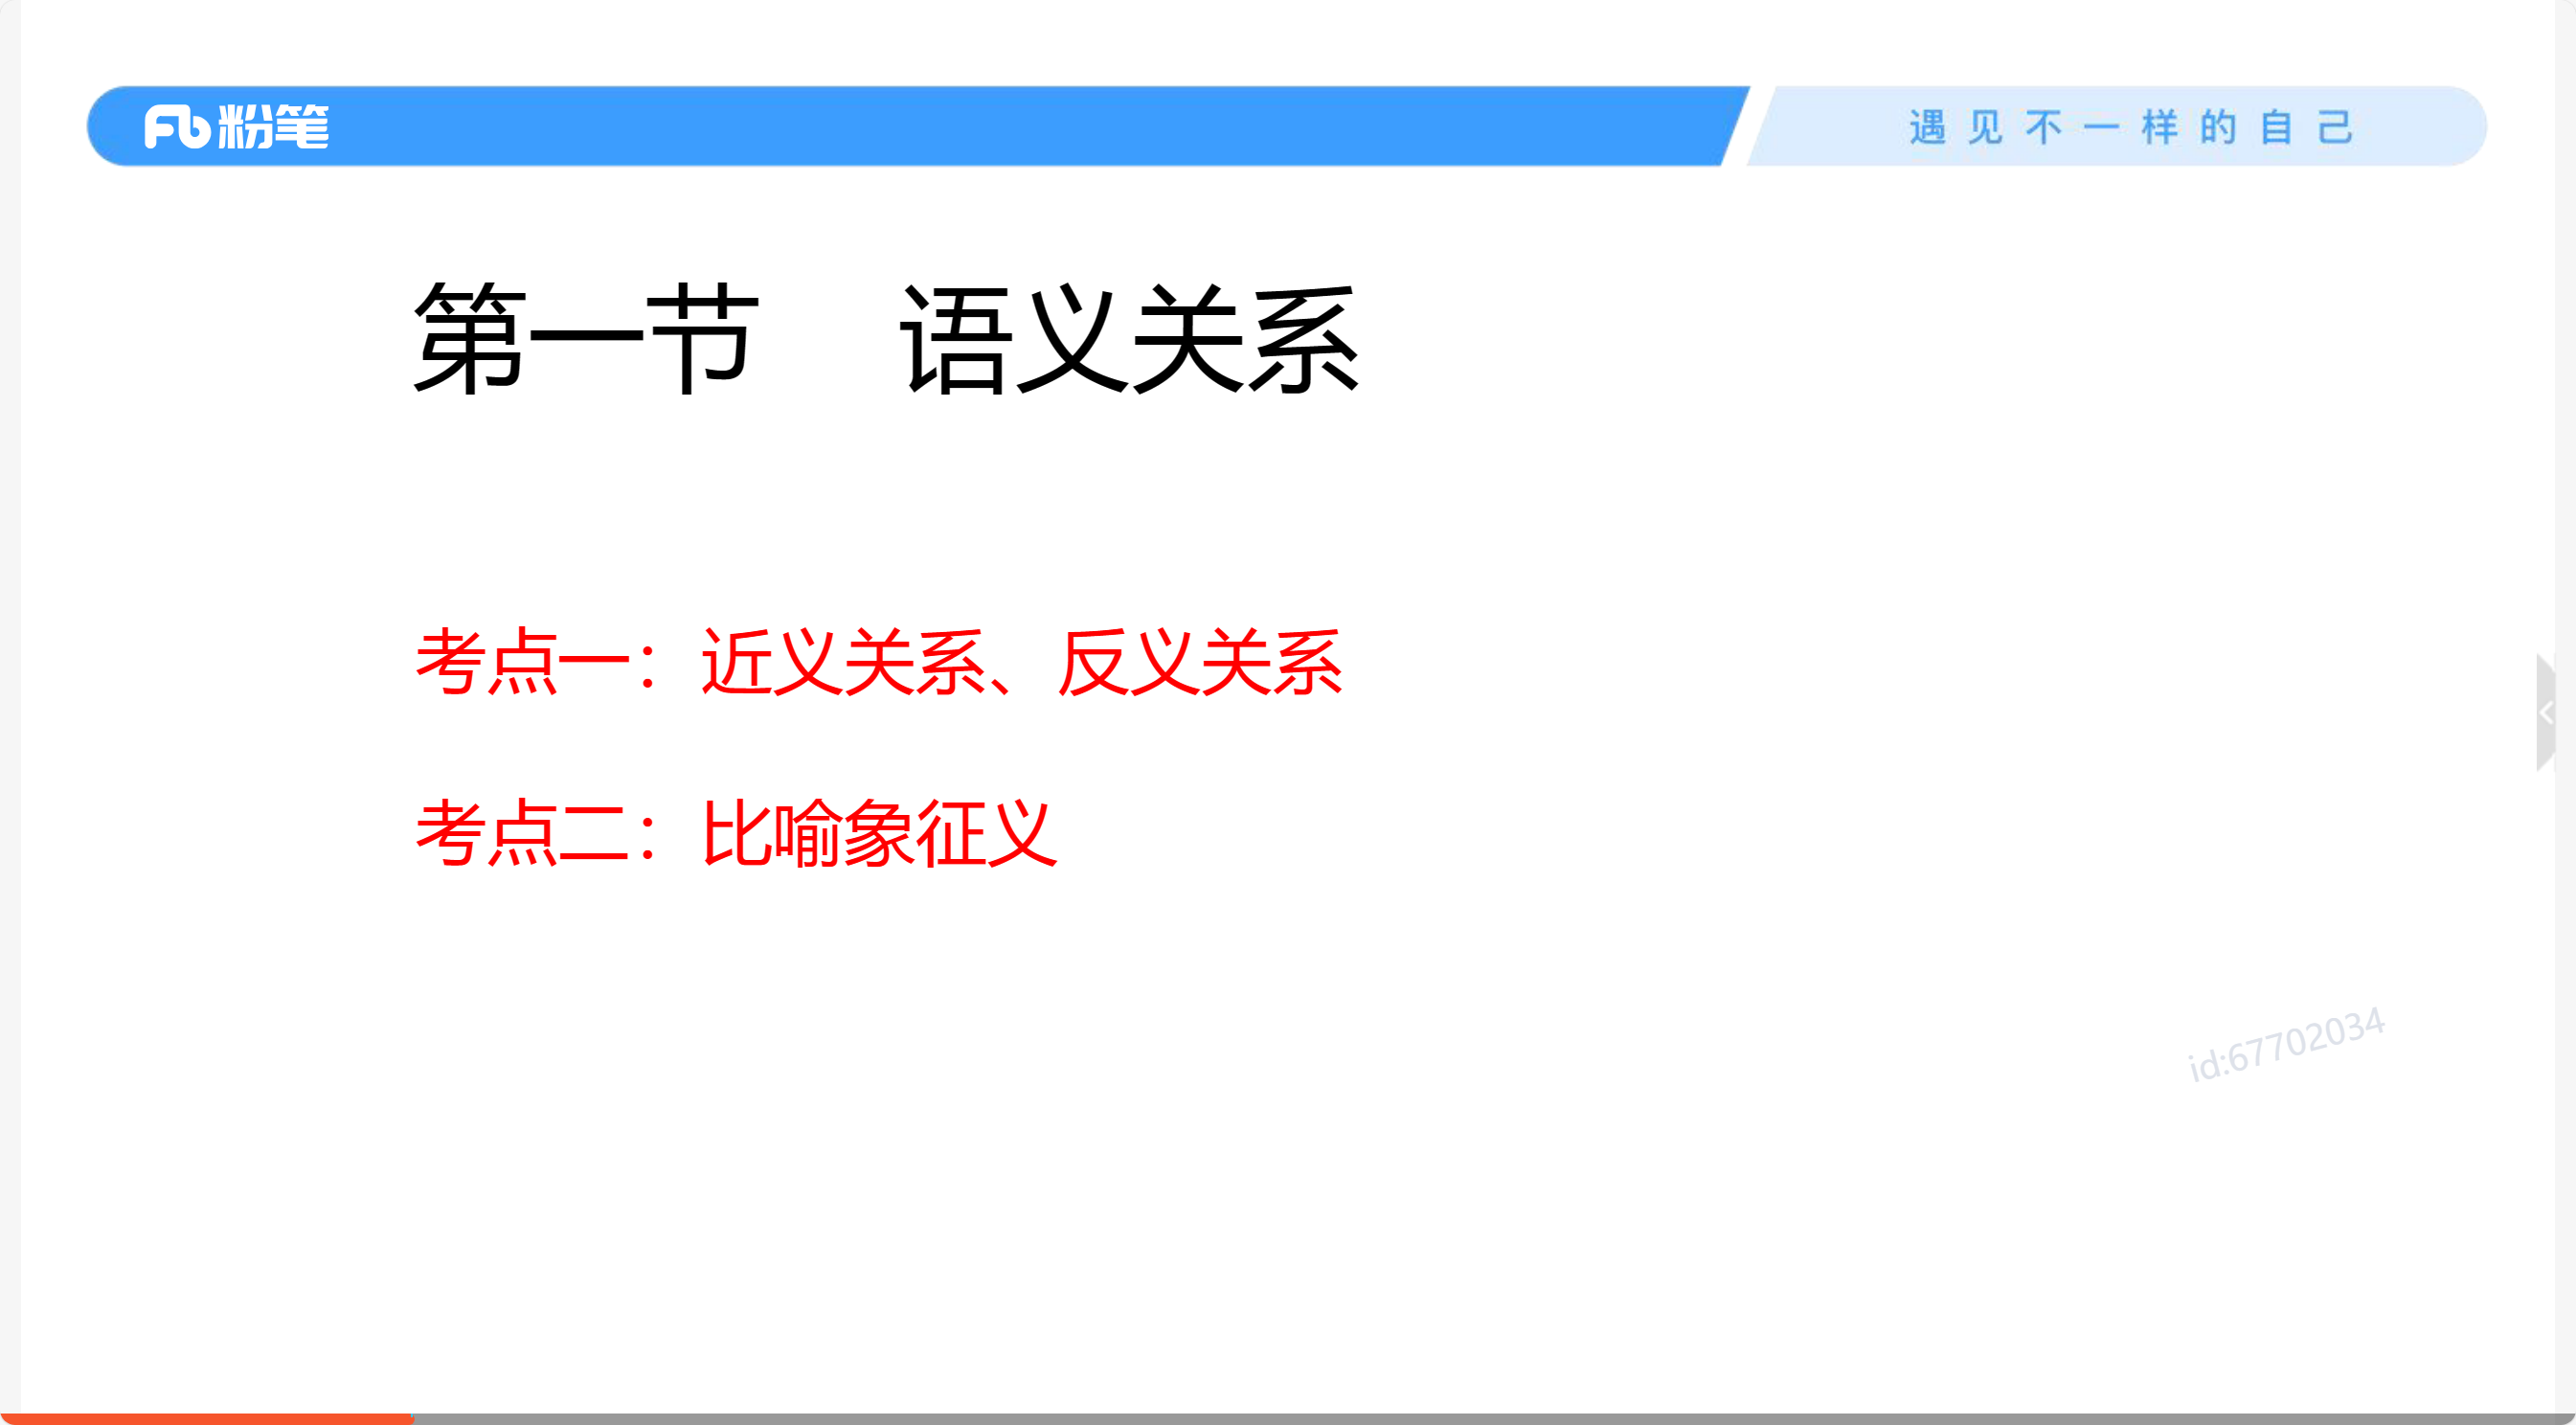 粉笔
遇见不一样的自己
第一节 语义关系
考点一：近义关系、反义关系
考点二：比喻象征义
id:67702034